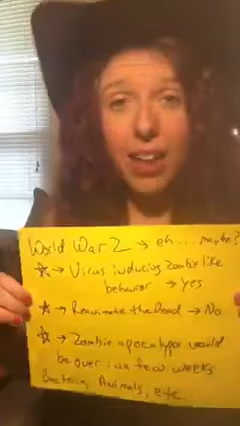 World War Z → eh.... maybe?
☆ → Virus inducing Zombie like
behavior → yes
☆ → Reanimate the Dead → No
☆ → Zombie apocalypse would
be over in a few weeks
Bacteria, Animals, etc.